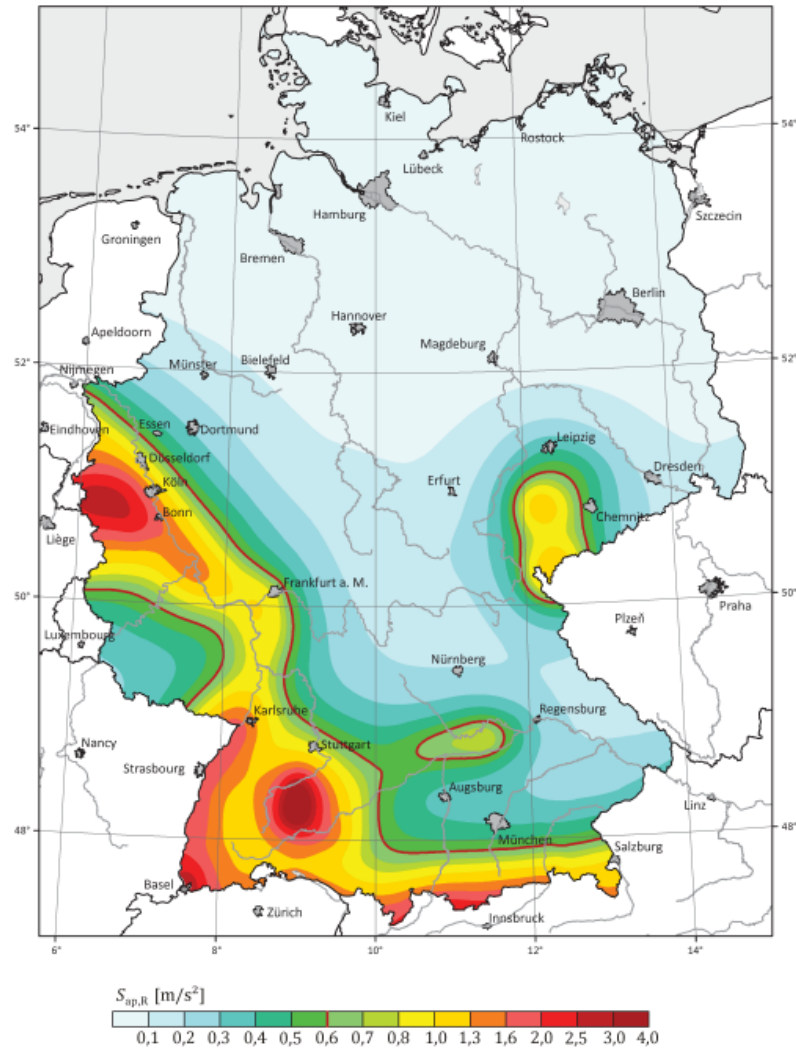 Kiel
54°
54°
Rostock
Lübeck
Hamburg
Szczecin
Groningen
Bremen
Berlin
Hannover
Apeldoorn
Magdeburg
52°
52°
Nijmegen
Münster
Bielefeld
Eindhoven
Essen
Dortmund
Leipzig
Düsseldorf
Köln
Erfurt
Dresden
Bonn
Chemnitz
Liège
50°
Frankfurt a. M.
50°
Praha
Luxembourg
Plzeň
Nürnberg
Karlsruhe
Regensburg
Nancy
Stuttgart
Strasbourg
Augsburg
Linz
48°
48°
München
Salzburg
Basel
Zürich
Innsbruck
6°
8°
10°
12°
14°
Sap,R [m/s²]
0,1 0,2 0,3 0,4 0,5 0,6 0,7 0,8 1,0 1,3 1,6 2,0 2,5 3,0 4,0